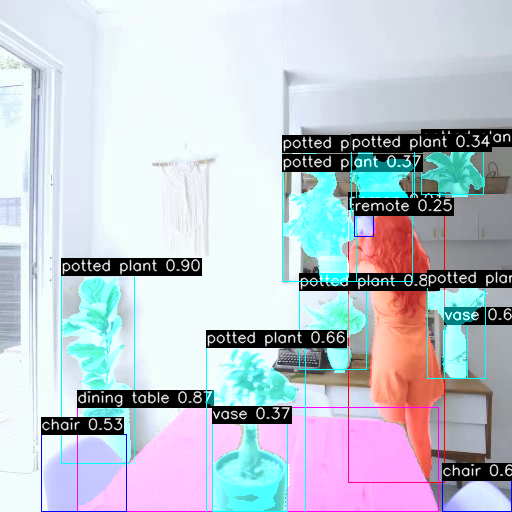 potted plant 0.34
potted p
potted plant 0.37
remote 0.25
potted plant 0.90
potted plant 0.8
potted plan
vase 0.6
potted plant 0.66
dining table 0.87
vase 0.37
chair 0.53
chair 0.6